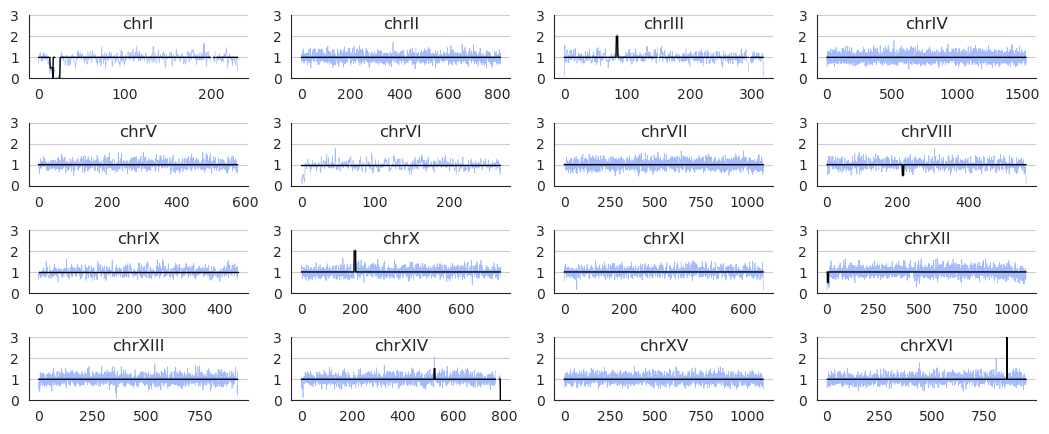 chrI chrII chrIII chrIV
3 3 3 3
2 2 2 2
1 1 1 1
0 0 0 0
0 100 200 0 200 400 600 800 0 100 200 300 0 500 1000 1500
chrV chrVI chrVII chrVIII
3 3 3 3
2 2 2 2
1 1 1 1
0 0 0 0
0 200 400 600 0 100 200 0 250 500 750 1000 0 200 400
chrIX chrX chrXI chrXII
3 3 3 3
2 2 2 2
1 1 1 1
0 0 0 0
0 100 200 300 400 0 200 400 600 0 200 400 600 0 250 500 750 1000
chrXIII chrXIV chrXV chrXVI
3 3 3 3
2 2 2 2
1 1 1 1
0 0 0 0
0 250 500 750 0 200 400 600 800 0 250 500 750 1000 0 250 500 750